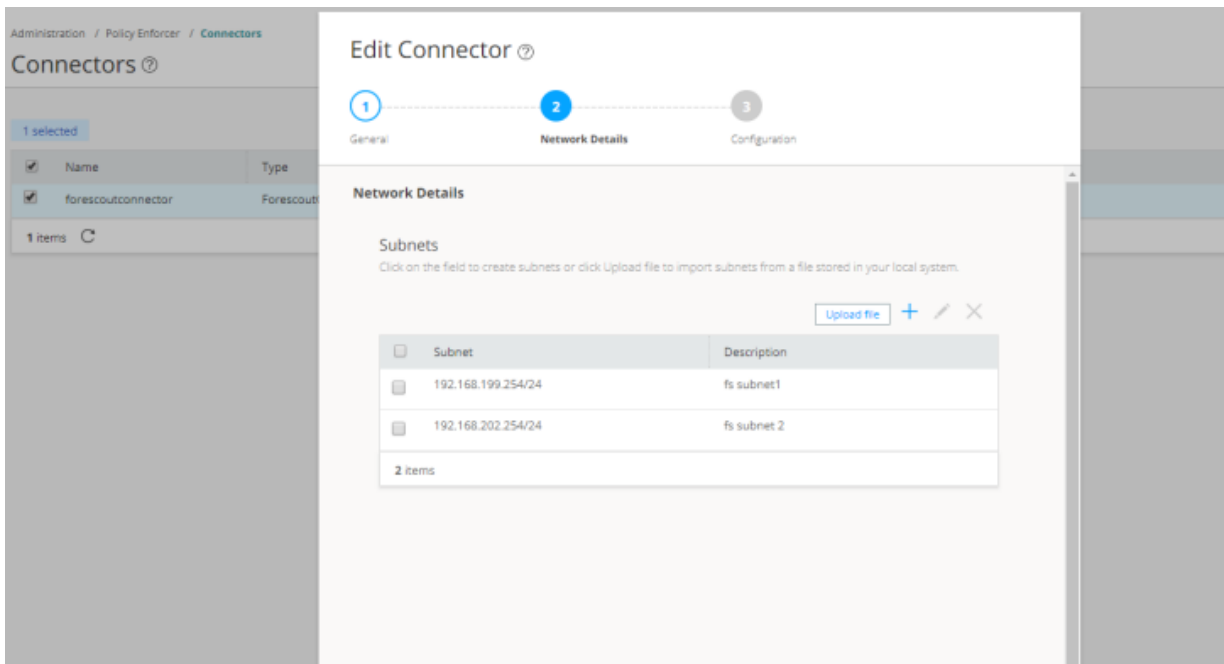 Administration / Policy Enforcer / Connectors
Connectors
1 selected
Name Type
forescoutconnector Forescout
1 items
Edit Connector
1 2 3
General Network Details Configuration
Network Details
Subnets
Click on the field to create subnets or click Upload file to import subnets from a file stored in your local system.
Upload file
Subnet Description
192.168.199.254/24 fs subnet1
192.168.202.254/24 fs subnet 2
2 items